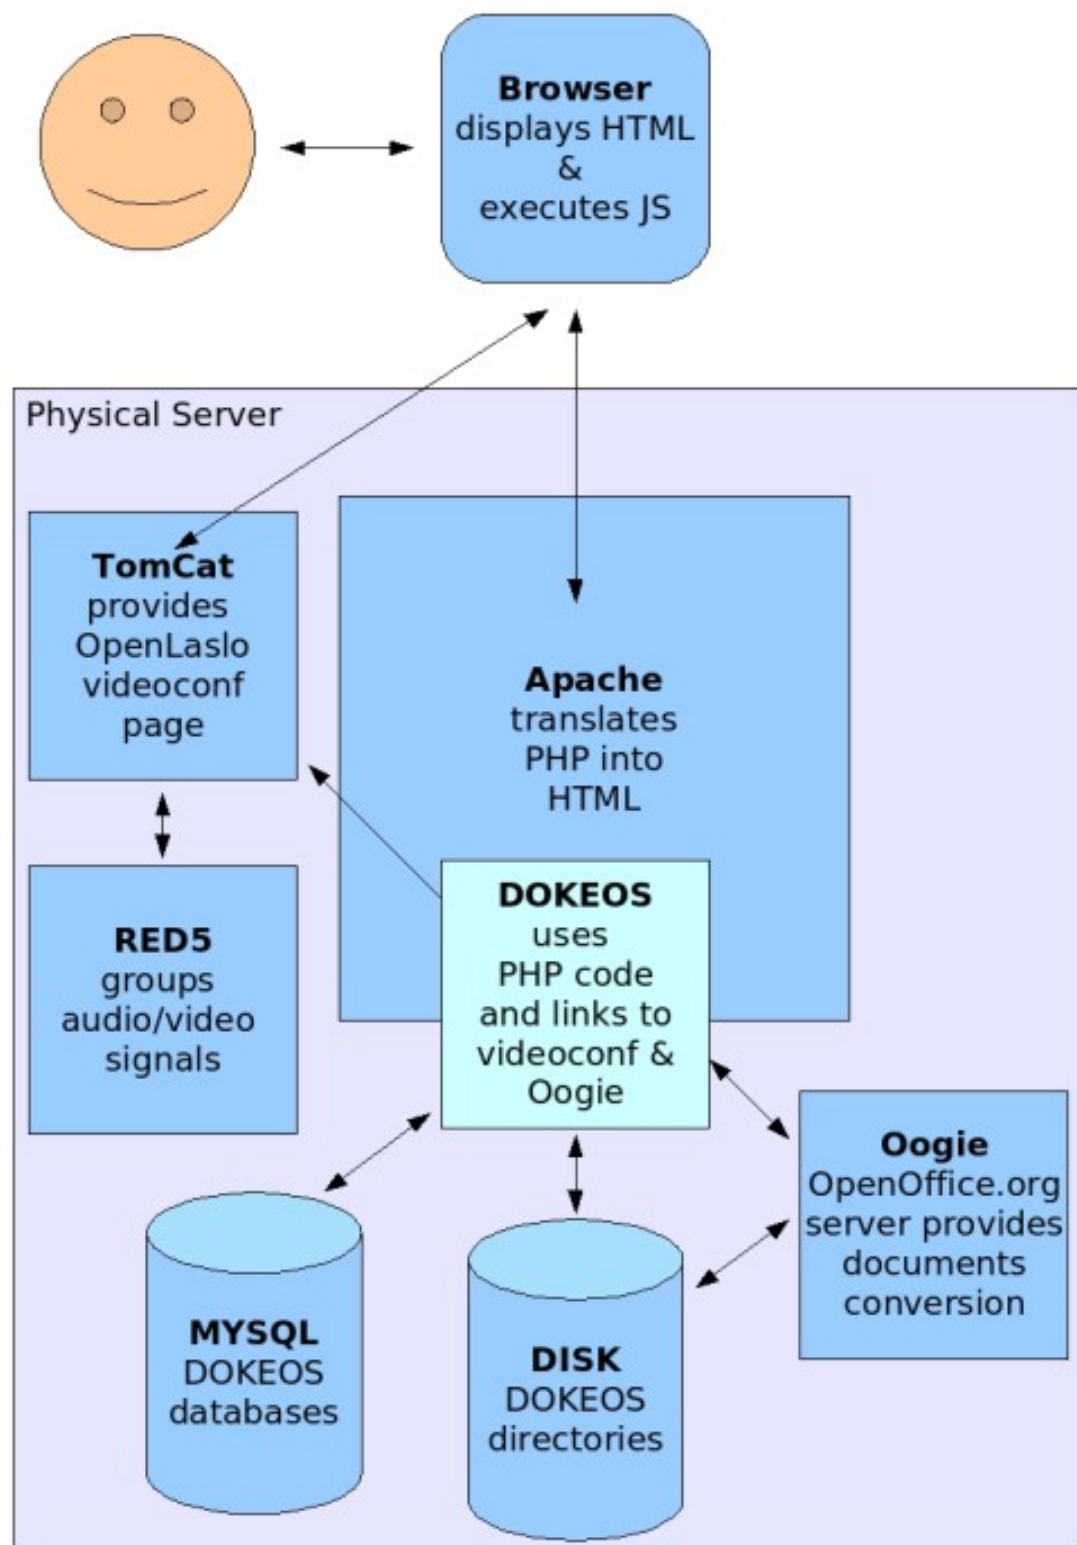 Browser
displays HTML
&
executes JS
Physical Server
TomCat
provides
OpenLaslo
videoconf
page
Apache
translates
PHP into
HTML
RED5
groups
audio/video
signals
DOKEOS
uses
PHP code
and links to
videoconf &
Oogie
Oogie
OpenOffice.org
server provides
documents
conversion
MYSQL
DOKEOS
databases
DISK
DOKEOS
directories